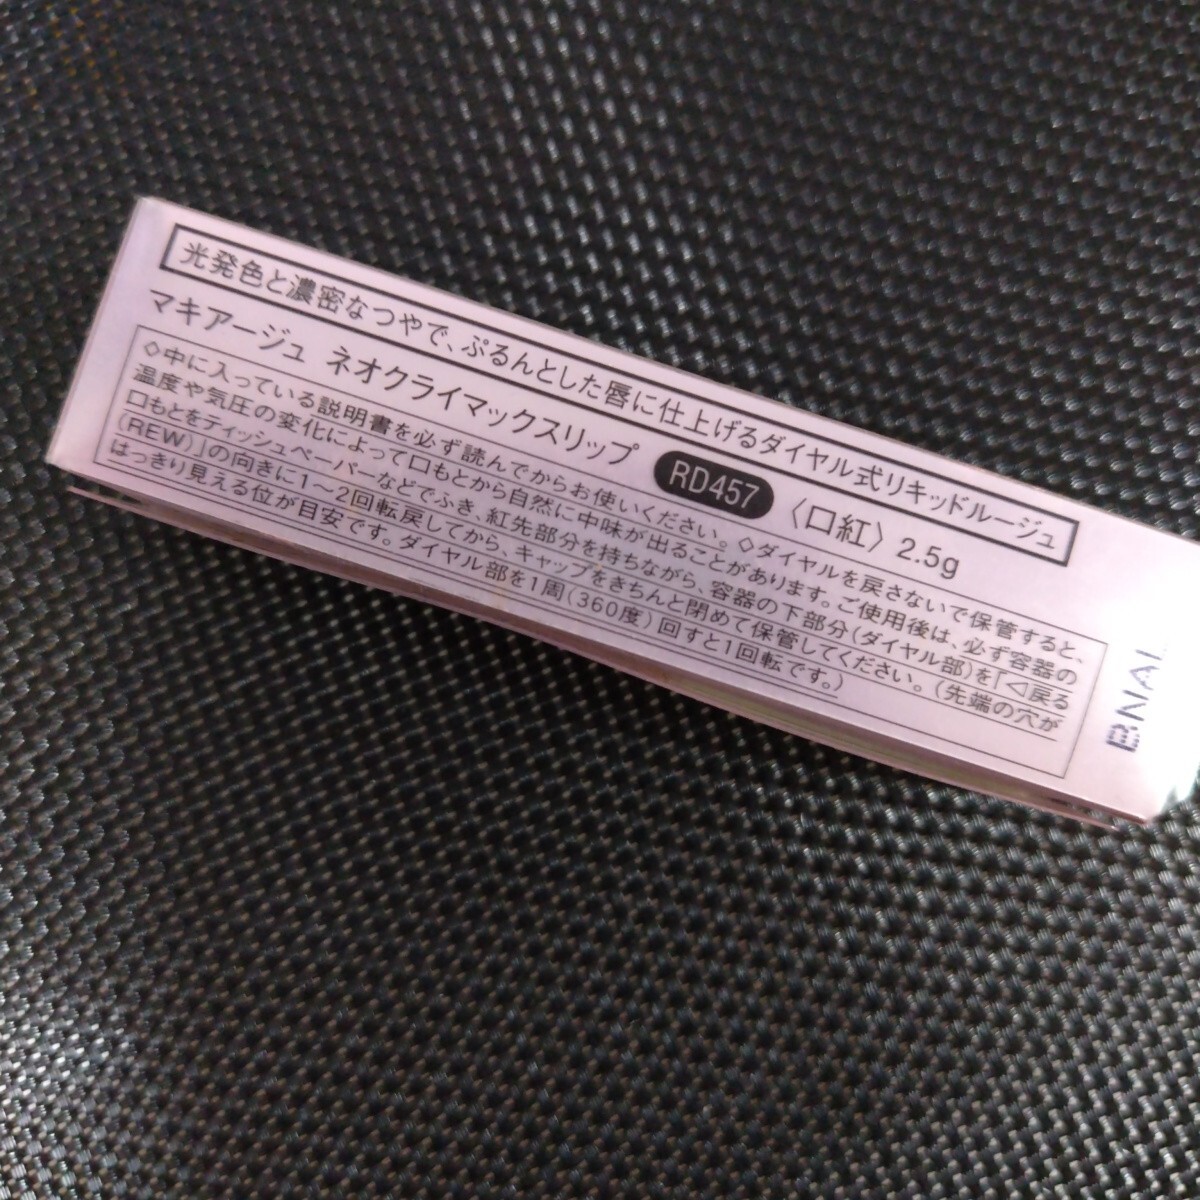 光発色と濃密なつやで、ぷるんとした唇に仕上げるダイヤル式リキッドルージュ
マキアージュ ネオクライマックスリップ RD457 〈口紅〉 2.5g
◇中に入っている説明書を必ず読んでからお使いください。◇ダイヤルを戻さないで保管すると、
温度や気圧の変化によって口もとから自然に中味が出ることがあります。ご使用後は、必ず容器の
口もとをティッシュペーパーなどでふき、紅先部分を持ちながら、容器の下部分(ダイヤル部)を「◁戻る
(REW)」の向きに1〜2回転戻してから、キャップをきちんと閉めて保管してください。(先端の穴が
はっきり見える位が目安です。ダイヤル部を1周(360度)回すと1回転です。)
BNAL